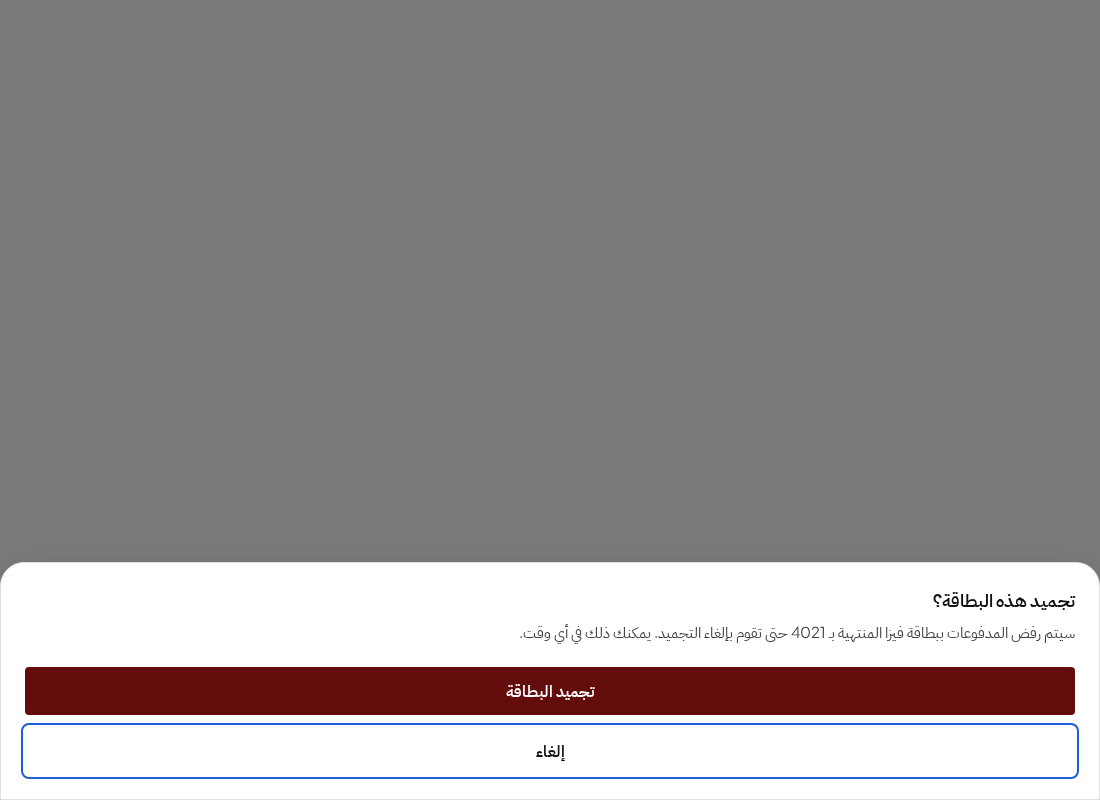 تجميد هذه البطاقة؟
سيتم رفض المدفوعات ببطاقة فيزا المنتهية بـ 4021 حتى تقوم بإلغاء التجميد. يمكنك ذلك في أي وقت.
تجميد البطاقة
إلغاء